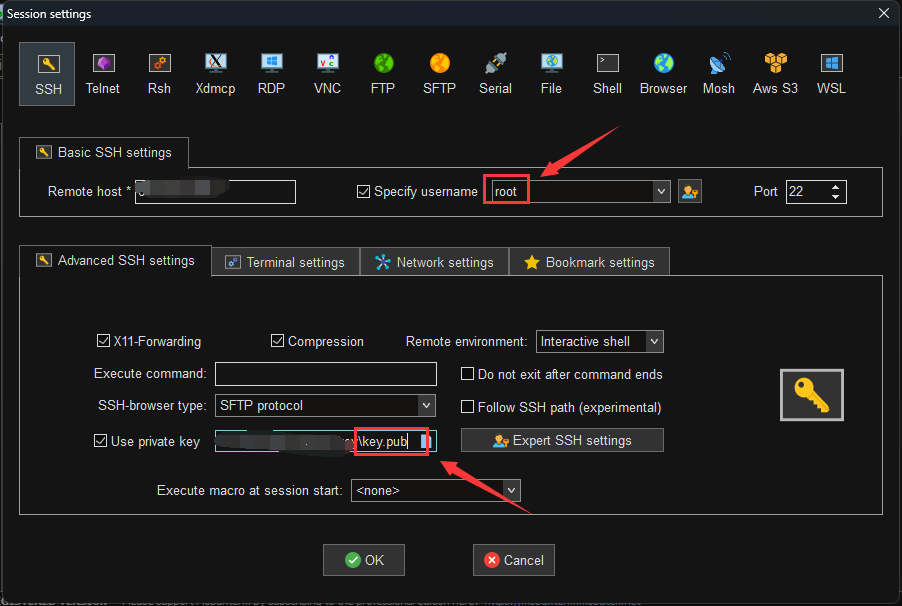 Session settings
SSH Telnet Rsh Xdmcp RDP VNC FTP SFTP Serial File Shell Browser Mosh Aws S3 WSL
Basic SSH settings
Remote host * Specify username root Port 22
Advanced SSH settings Terminal settings Network settings Bookmark settings
X11-Forwarding Compression Remote environment: Interactive shell
Execute command: Do not exit after command ends
SSH-browser type: SFTP protocol Follow SSH path (experimental)
Use private key \key.pub Expert SSH settings
Execute macro at session start: <none>
OK Cancel